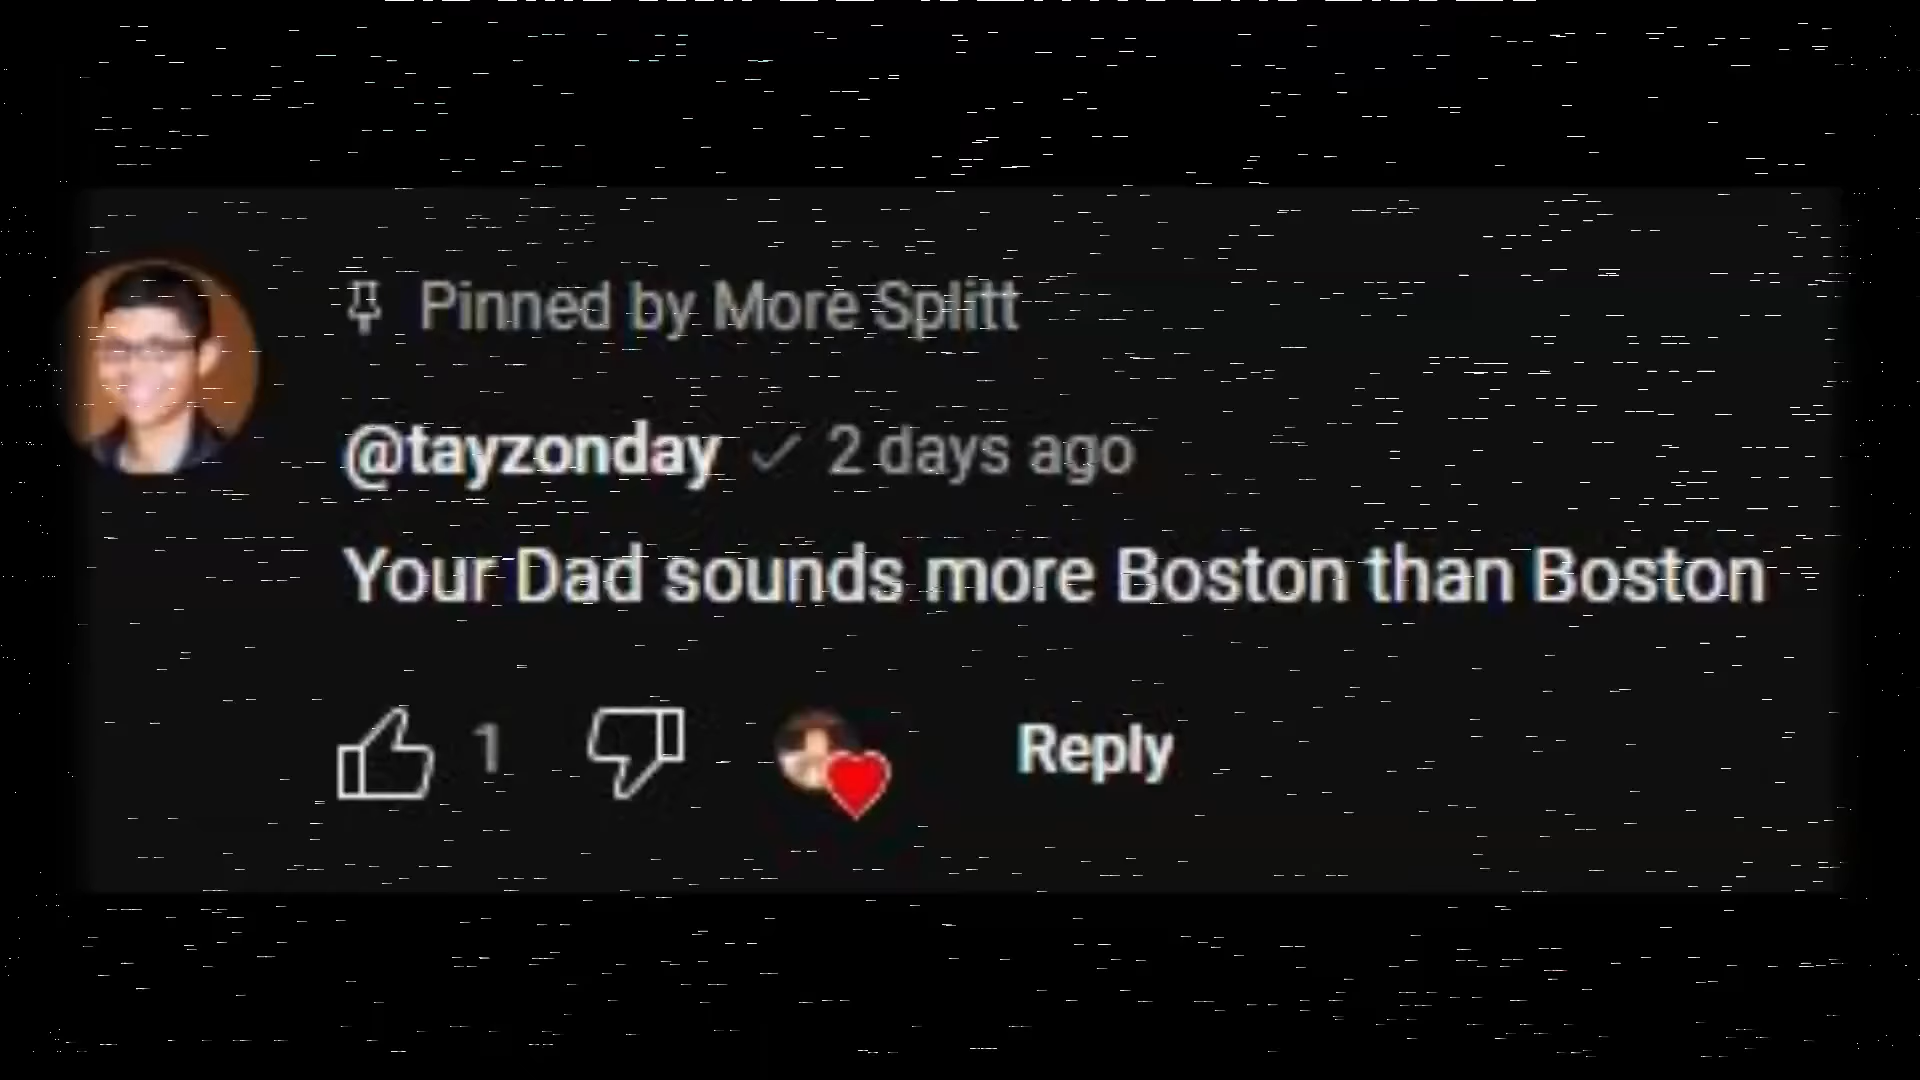 Pinned by More Splitt
@tayzonday 2 days ago
Your Dad sounds more Boston than Boston
1 Reply